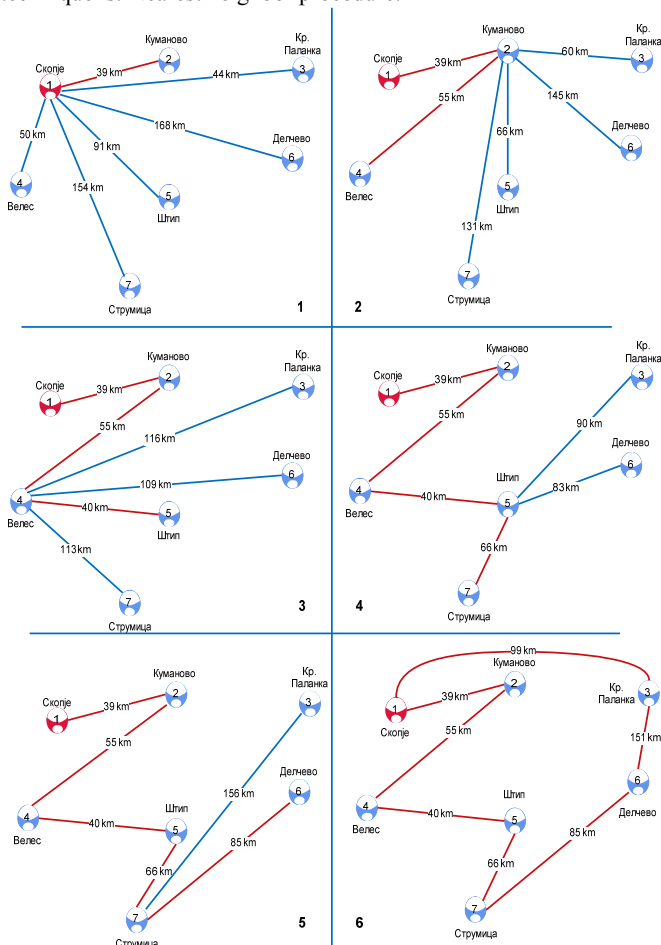 Куманово
2
Кр.
Паланка
3
Скопје
1
39 km
44 km
168 km
Делчево
6
50 km
91 km
154 km
4
Велес
5
Штип
7
Струмица
1
Куманово
2
Кр.
Паланка
3
Скопје
1
39 km
60 km
55 km
145 km
66 km
Делчево
6
4
Велес
5
Штип
131 km
7
Струмица
2
Куманово
2
Кр.
Паланка
3
Скопје
1
39 km
55 km
116 km
Делчево
6
109 km
4
Велес
40 km
5
Штип
113 km
7
Струмица
3
Куманово
2
Кр.
Паланка
3
Скопје
1
39 km
55 km
90 km
Делчево
6
Штип
83 km
4
Велес
40 km
5
66 km
7
Струмица
4
Куманово
2
Кр.
Паланка
3
Скопје
1
39 km
55 km
Делчево
6
156 km
Штип
4
Велес
40 km
5
85 km
66 km
7
Струмица
5
99 km
Куманово
2
Кр.
Паланка
3
1
Скопје
39 km
55 km
151 km
6
Делчево
Штип
4
Велес
40 km
5
85 km
66 km
7
Струмица
6